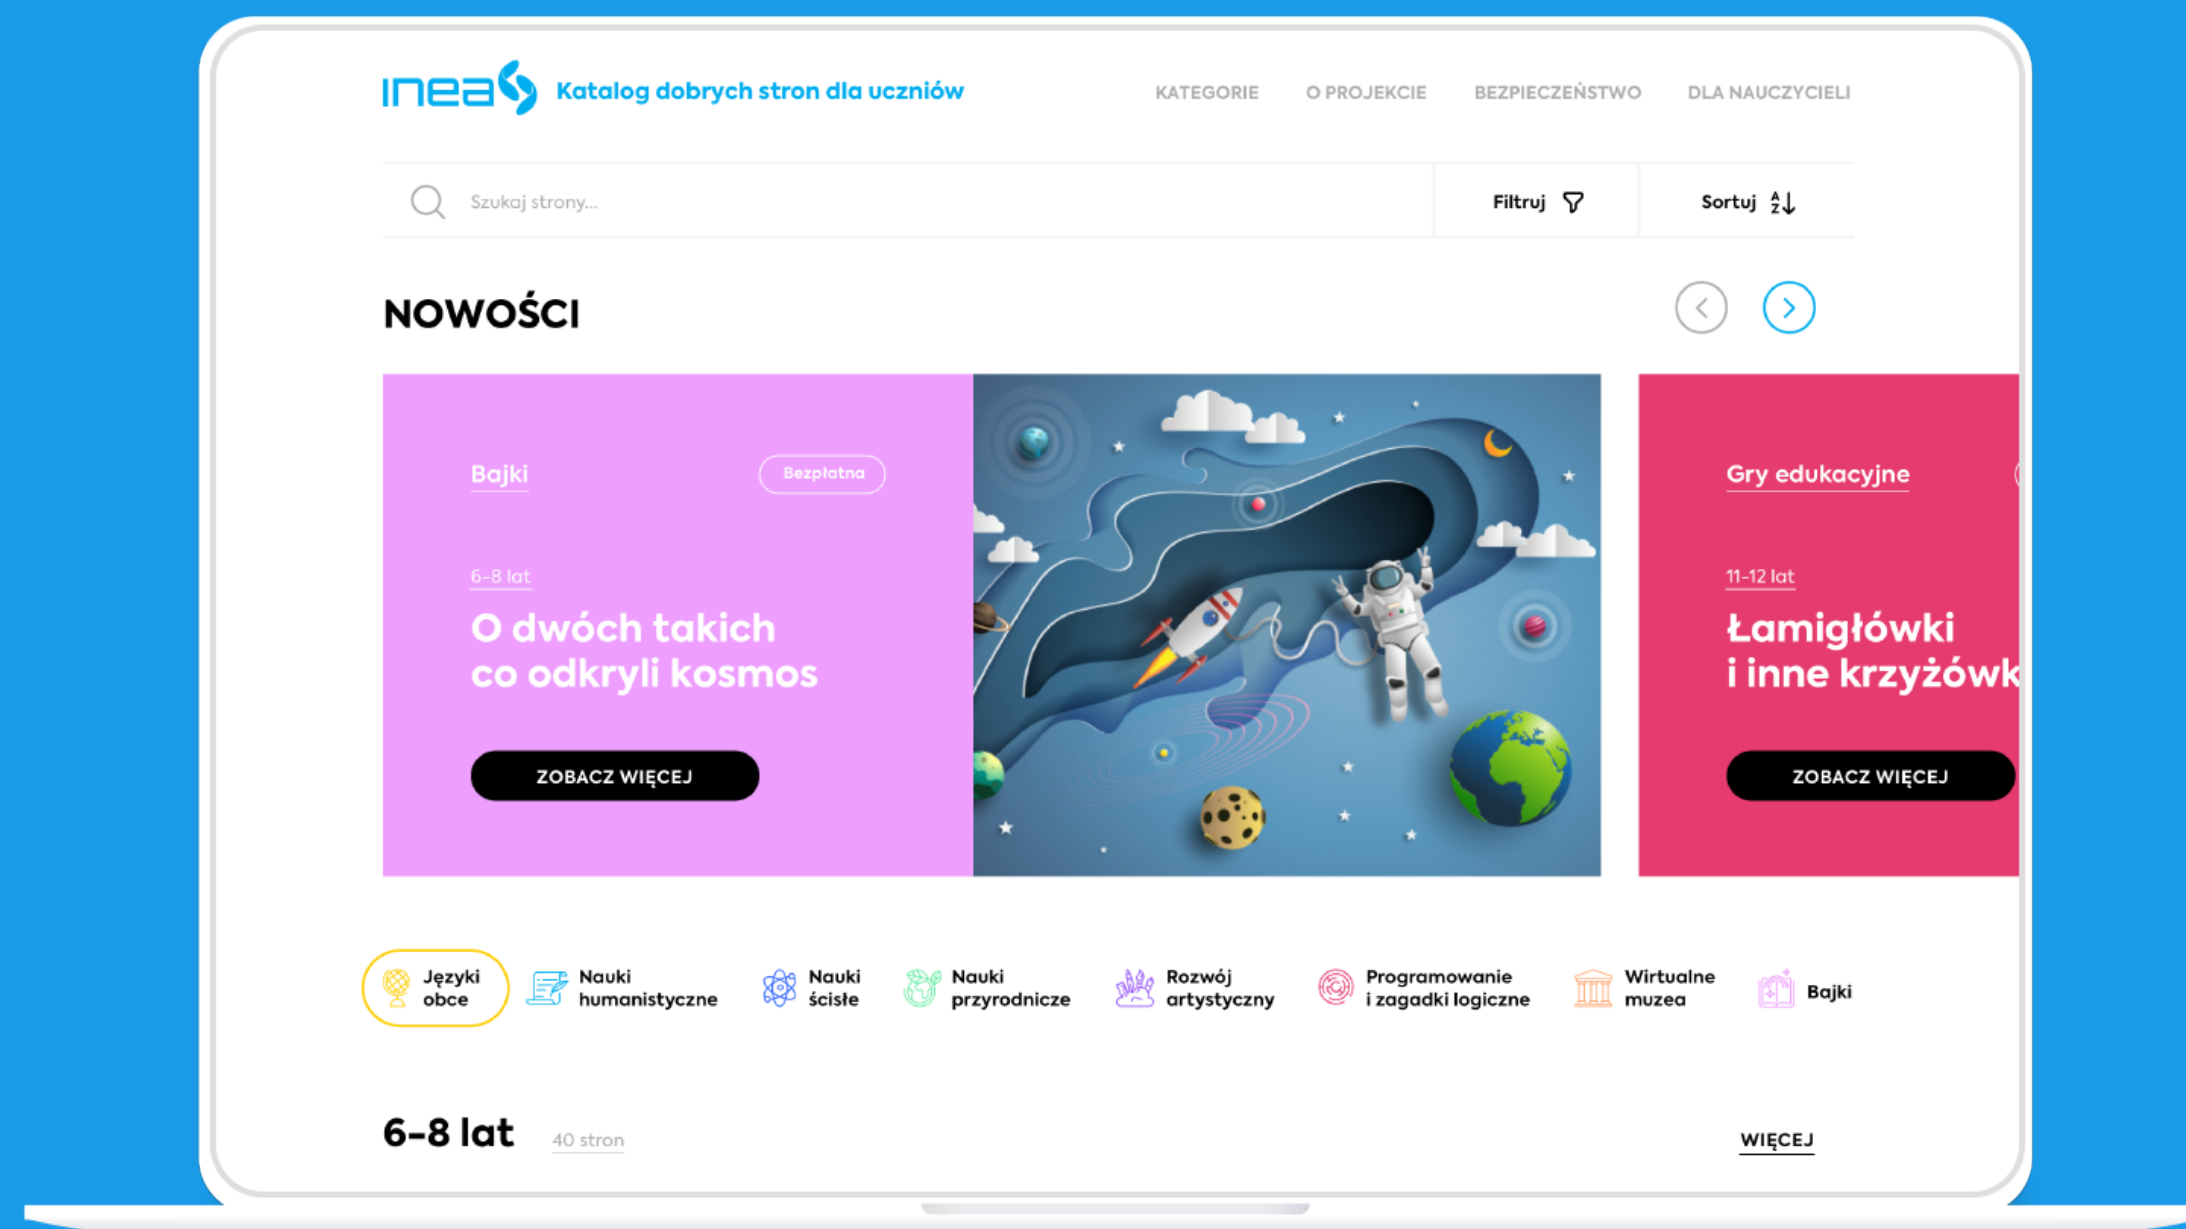 inea Katalog dobrych stron dla uczniów
KATEGORIE
O PROJEKCIE
BEZPIECZEŃSTWO
DLA NAUCZYCIELI
Szukaj strony...
Filtruj
Sortuj A Z
NOWOŚCI
Bajki
Bezpłatna
6-8 lat
O dwóch takich
co odkryli kosmos
ZOBACZ WIĘCEJ
Gry edukacyjne
11-12 lat
Łamigłówki
i inne krzyżówk
ZOBACZ WIĘCEJ
Języki
obce
Nauki
humanistyczne
Nauki
ścisłe
Nauki
przyrodnicze
Rozwój
artystyczny
Programowanie
i zagadki logiczne
Wirtualne
muzea
Bajki
6-8 lat
40 stron
WIĘCEJ